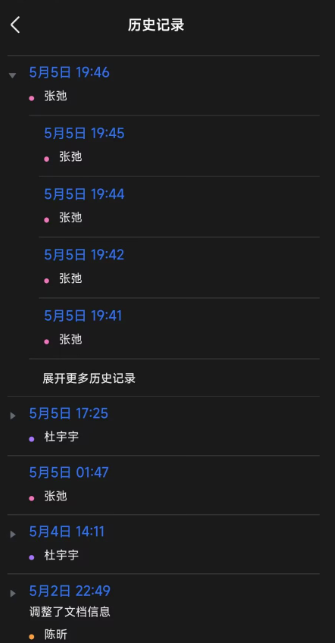 历史记录
5月5日 19:46
张弛
5月5日 19:45
张弛
5月5日 19:44
张弛
5月5日 19:42
张弛
5月5日 19:41
张弛
展开更多历史记录
5月5日 17:25
杜宇宇
5月5日 01:47
张弛
5月4日 14:11
杜宇宇
5月2日 22:49
调整了文档信息
陈昕